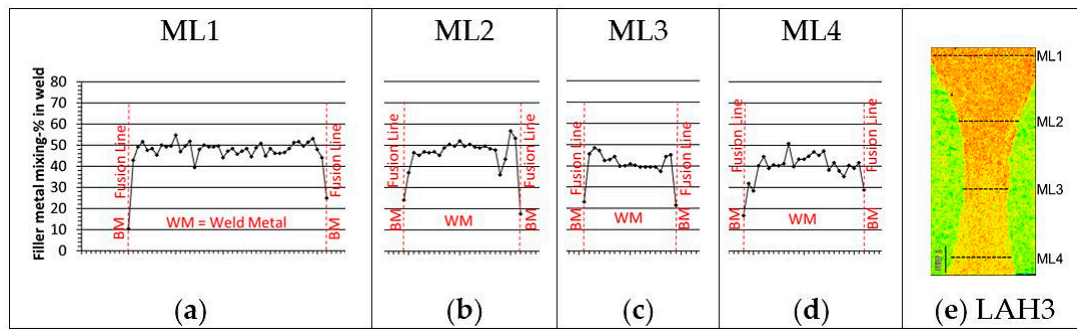 ML1
ML2
ML3
ML4
Filler metal mixing-% in weld
80
70
60
50
40
30
20
10
0
BM
Fusion Line
WM = Weld Metal
Fusion Line
BM
BM
Fusion Line
WM
Fusion Line
BM
BM
Fusion Line
WM
Fusion Line
BM
BM
Fusion Line
WM
Fusion Line
BM
ML1
ML2
ML3
ML4
(a)
(b)
(c)
(d)
(e) LAH3